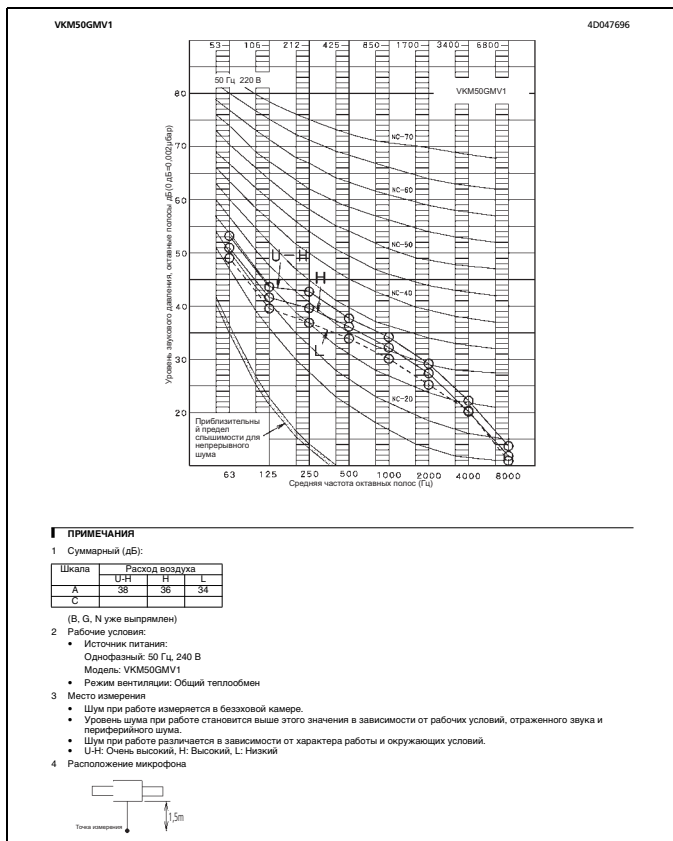 VKM50GMV1
4D047696
53 106 212 425 850 1700 3400 6800
50 Гц 220 В
VKM50GMV1
80
70
60
50
40
30
20
NC-70
NC-60
NC-50
NC-40
NC-20
U-H
H
L
Уровень звукового давления, октавные полосы дБ(0 дБ=0,002µбар)
Приблизительны
й предел
слышимости для
непрерывного
шума
63 125 250 500 1000 2000 4000 8000
Средняя частота октавных полос (Гц)
ПРИМЕЧАНИЯ
1 Суммарный (дБ):
Шкала Расход воздуха
U-H H L
A 38 36 34
C
(B, G, N уже выпрямлен)
2 Рабочие условия:
• Источник питания:
Однофазный: 50 Гц, 240 В
Модель: VKM50GMV1
• Режим вентиляции: Общий теплообмен
3 Место измерения
• Шум при работе измеряется в безэховой камере.
• Уровень шума при работе становится выше этого значения в зависимости от рабочих условий, отраженного звука и
периферийного шума.
• Шум при работе различается в зависимости от характера работы и окружающих условий.
• U-H: Очень высокий, H: Высокий, L: Низкий
4 Расположение микрофона
1,5m
Точка измерения